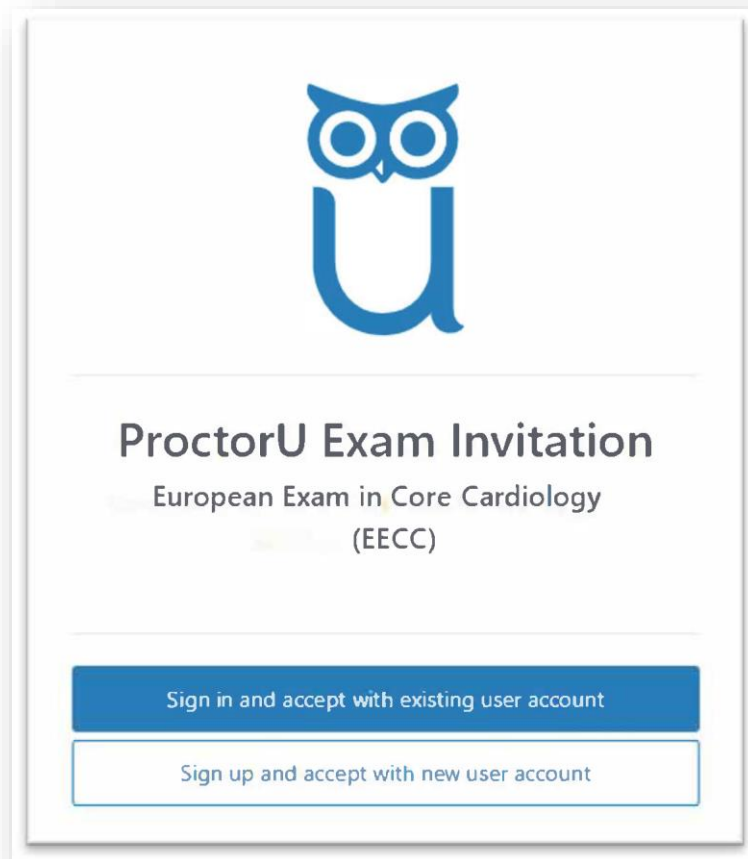 ProctorU Exam Invitation
European Exam in Core Cardiology
(EECC)
Sign in and accept with existing user account
Sign up and accept with new user account